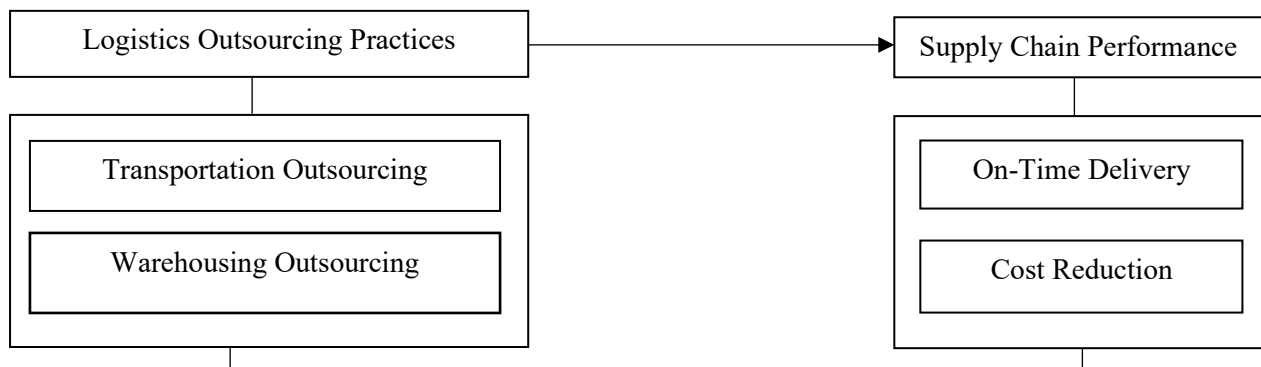 Logistics Outsourcing Practices
Supply Chain Performance
Transportation Outsourcing
On-Time Delivery
Warehousing Outsourcing
Cost Reduction